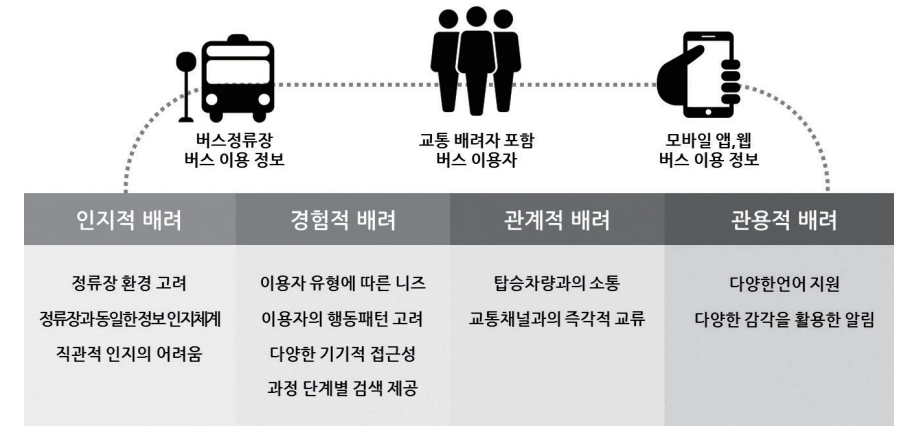 버스정류장
버스 이용 정보
교통 배려자 포함
버스 이용자
모바일 앱,웹
버스 이용 정보
인지적 배려
경험적 배려
관계적 배려
관용적 배려
정류장 환경 고려
정류장과동일한정보인지체계
직관적 인지의 어려움
이용자 유형에 따른 니즈
이용자의 행동패턴 고려
다양한 기기적 접근성
과정 단계별 검색 제공
탑승차량과의 소통
교통채널과의 즉각적 교류
다양한언어 지원
다양한 감각을 활용한 알림